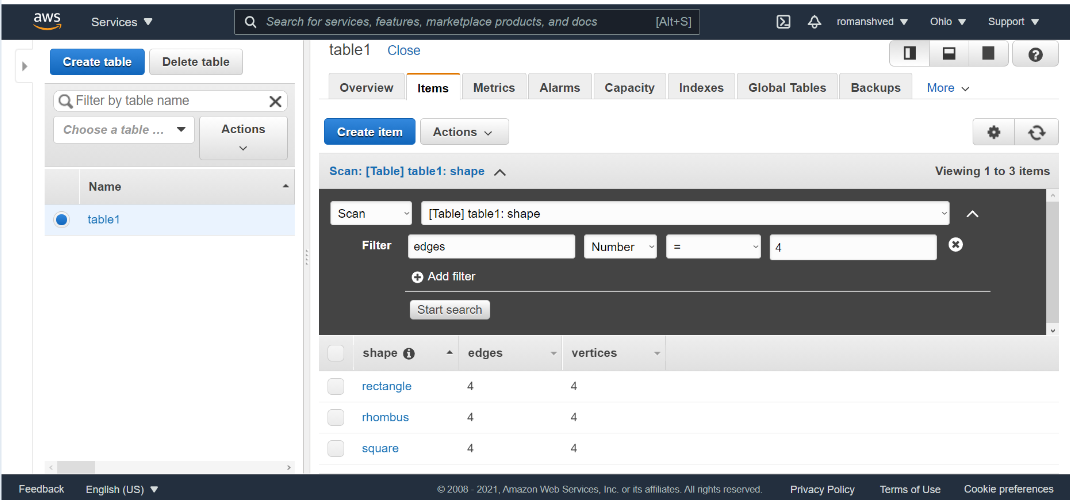 aws Services Search for services, features, marketplace products, and docs [Alt+S] romanshved Ohio Support
Create table Delete table
Filter by table name
Choose a table ... Actions
Name
table1
table1 Close
Overview Items Metrics Alarms Capacity Indexes Global Tables Backups More
Create item Actions
Scan: [Table] table1: shape Viewing 1 to 3 items
Scan [Table] table1: shape
Filter edges Number = 4
Add filter
Start search
shape edges vertices
rectangle 4 4
rhombus 4 4
square 4 4
Feedback English (US) © 2008 - 2021, Amazon Web Services, Inc. or its affiliates. All rights reserved. Privacy Policy Terms of Use Cookie preferences